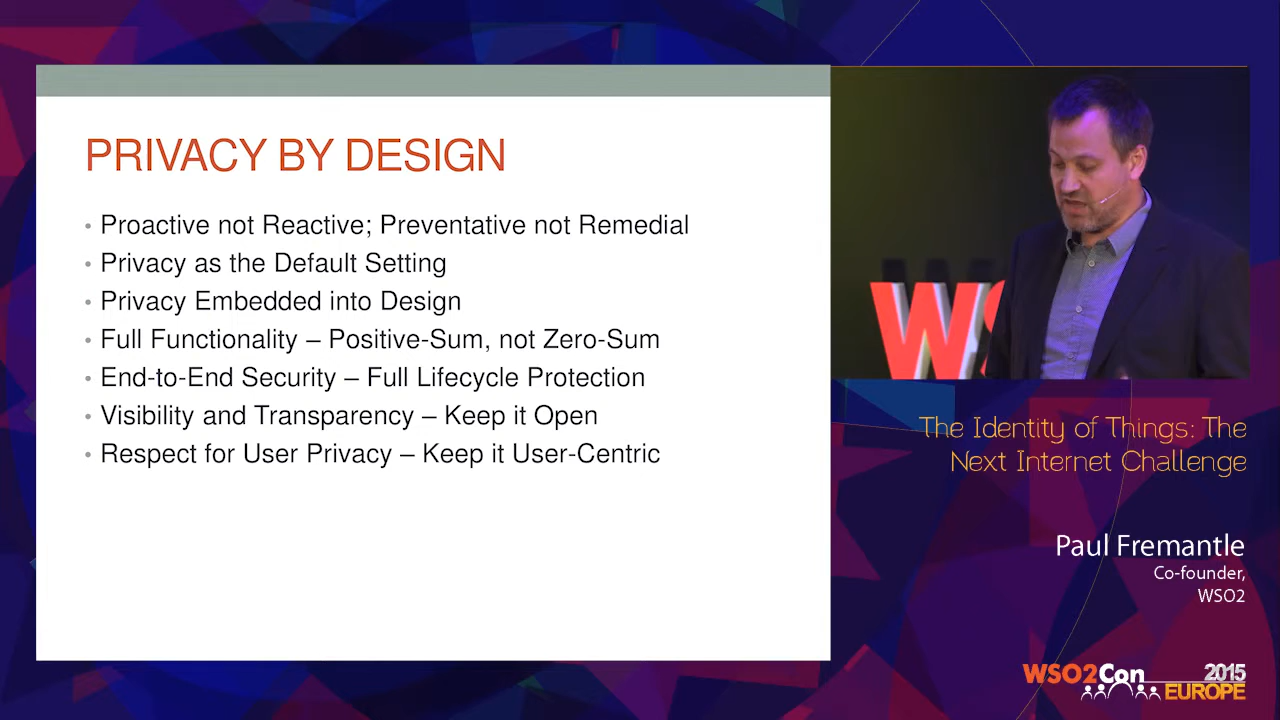 PRIVACY BY DESIGN
• Proactive not Reactive; Preventative not Remedial
• Privacy as the Default Setting
• Privacy Embedded into Design
• Full Functionality – Positive-Sum, not Zero-Sum
• End-to-End Security – Full Lifecycle Protection
• Visibility and Transparency – Keep it Open
• Respect for User Privacy – Keep it User-Centric
WS
The Identity of Things: The
Next Internet Challenge
Paul Fremantle
Co-founder,
WSO2
WSO2Con 2015
EUROPE